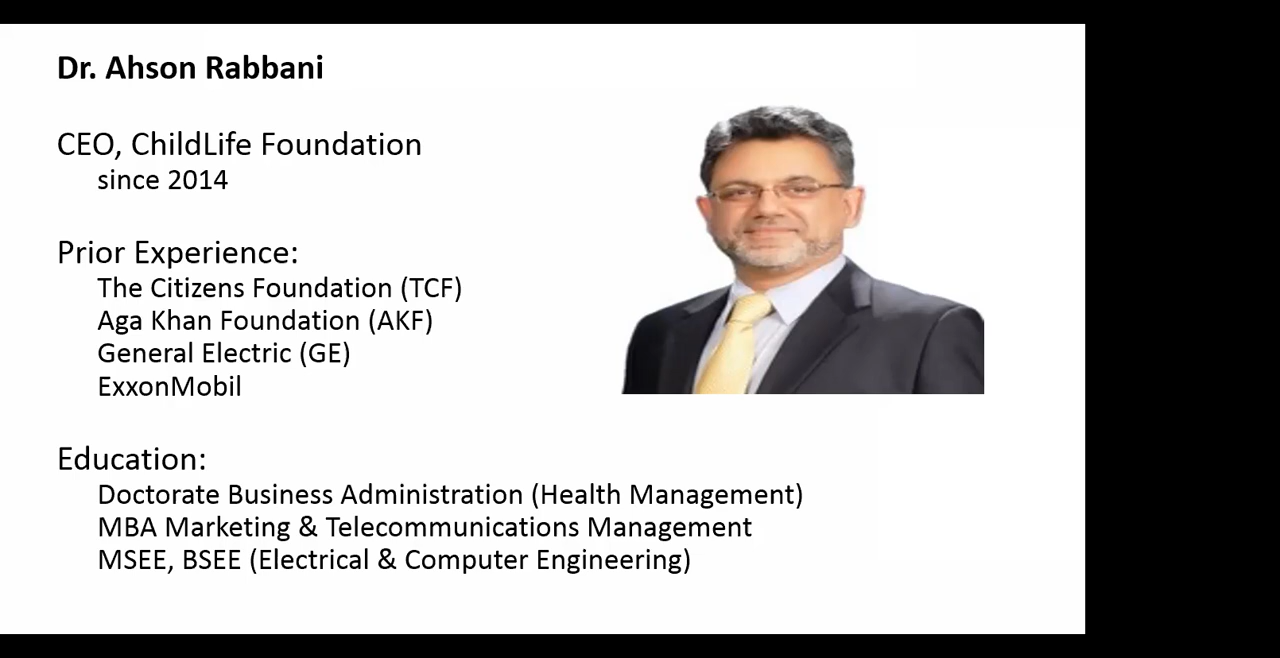 Dr. Ahson Rabbani
CEO, ChildLife Foundation
since 2014
Prior Experience:
The Citizens Foundation (TCF)
Aga Khan Foundation (AKF)
General Electric (GE)
ExxonMobil
Education:
Doctorate Business Administration (Health Management)
MBA Marketing & Telecommunications Management
MSEE, BSEE (Electrical & Computer Engineering)